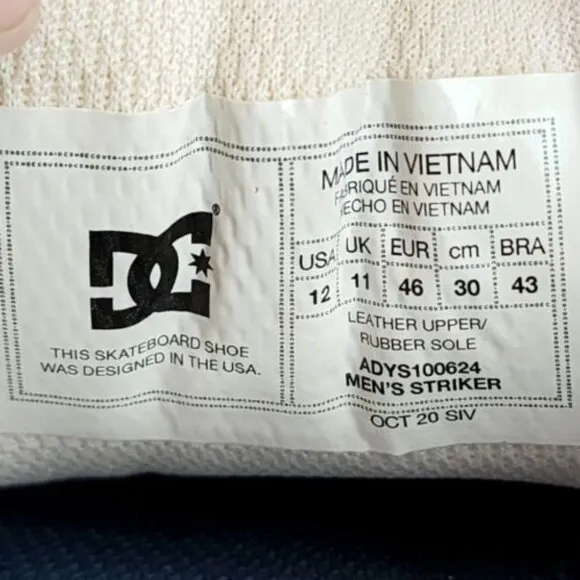 DC®
THIS SKATEBOARD SHOE
WAS DESIGNED IN THE USA.
MADE IN VIETNAM
FABRIQUÉ EN VIETNAM
HECHO EN VIETNAM
USA UK EUR cm BRA
12 11 46 30 43
LEATHER UPPER/
RUBBER SOLE
ADYS100624
MEN'S STRIKER
OCT 20 SIV